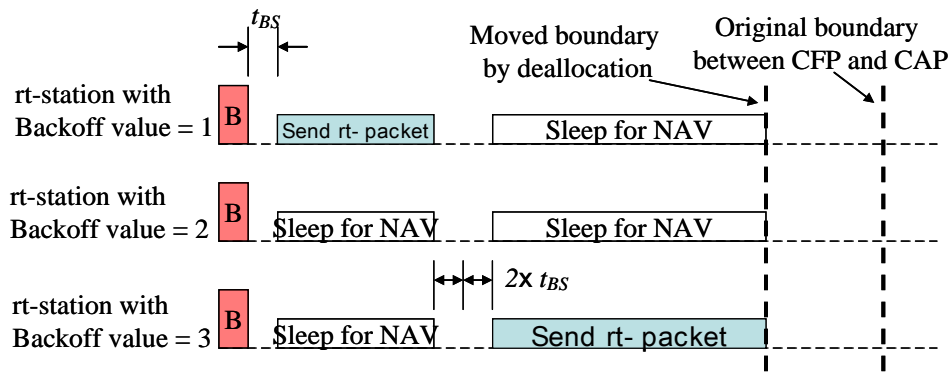 t_BS
Moved boundary
by deallocation
Original boundary
between CFP and CAP
rt-station with
Backoff value = 1
B
Send rt- packet
Sleep for NAV
rt-station with
Backoff value = 2
B
Sleep for NAV
Sleep for NAV
2x t_BS
rt-station with
Backoff value = 3
B
Sleep for NAV
Send rt- packet